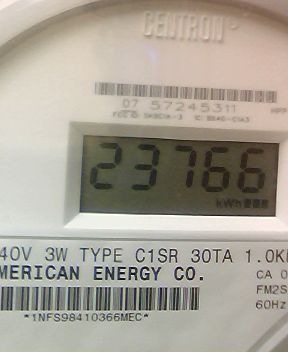 CENTRON®
07 57245311
23766
kWh
40V 3W TYPE C1SR 30TA 1.0K
MERICAN ENERGY CO.
CA 0
FM2S
60Hz
*1NFS98410366MEC*